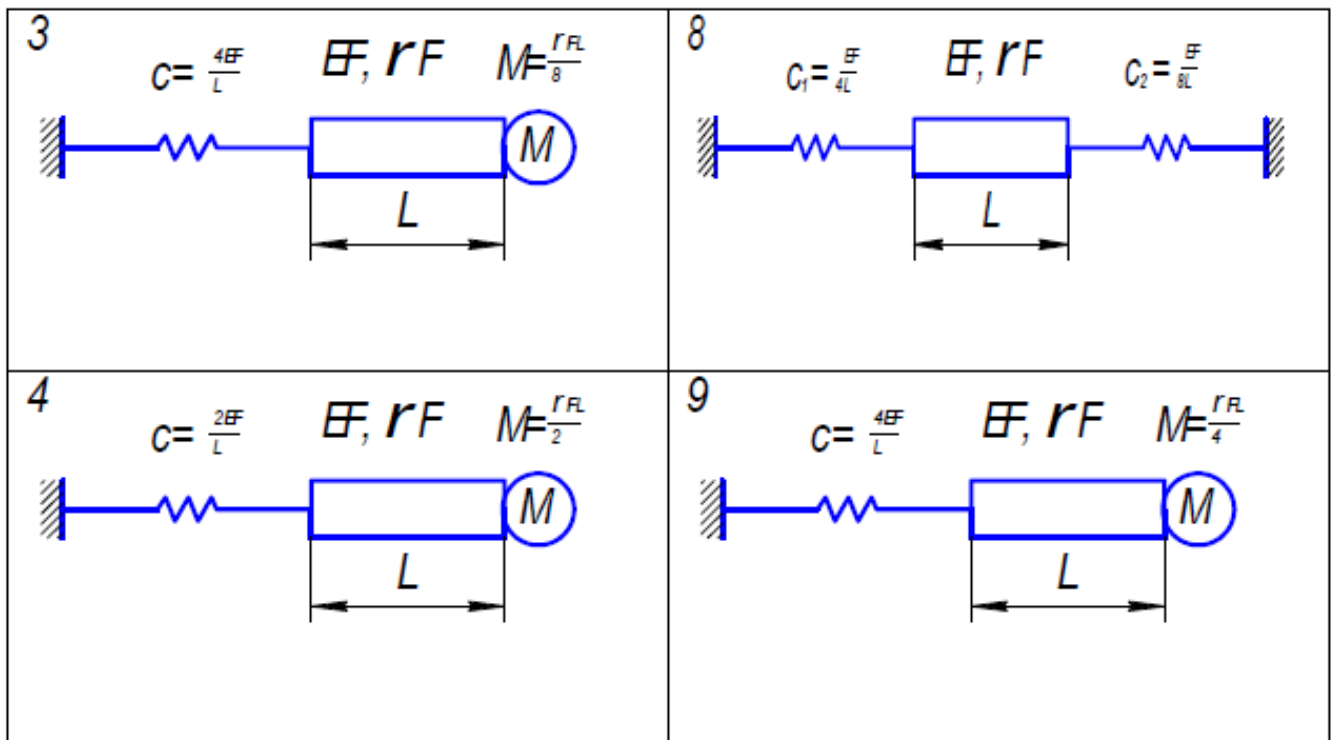 3
c= 4EF/L EF, rF M= rFL/8
M
L
8
C₁= EF/4L EF, rF C₂= EF/8L
L
4
c= 2EF/L EF, rF M= rFL/2
M
L
9
c= 4EF/L EF, rF M= rFL/4
M
L